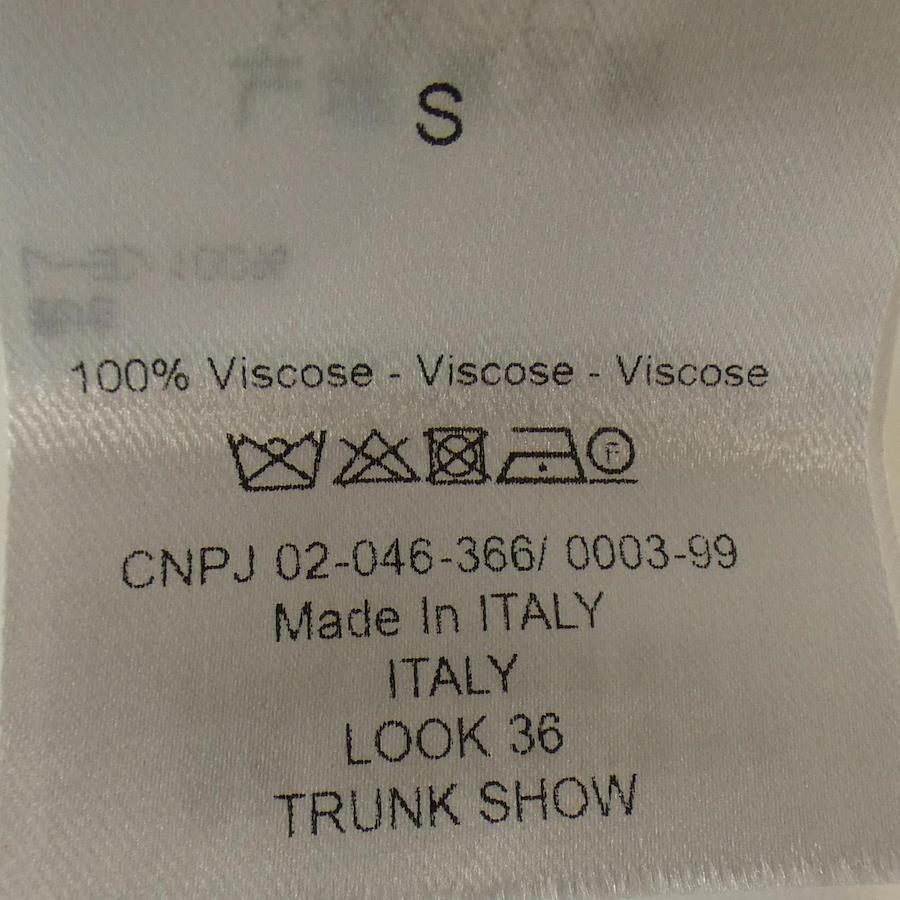 S
100% Viscose - Viscose - Viscose
F
CNPJ 02-046-366/ 0003-99
Made In ITALY
ITALY
LOOK 36
TRUNK SHOW